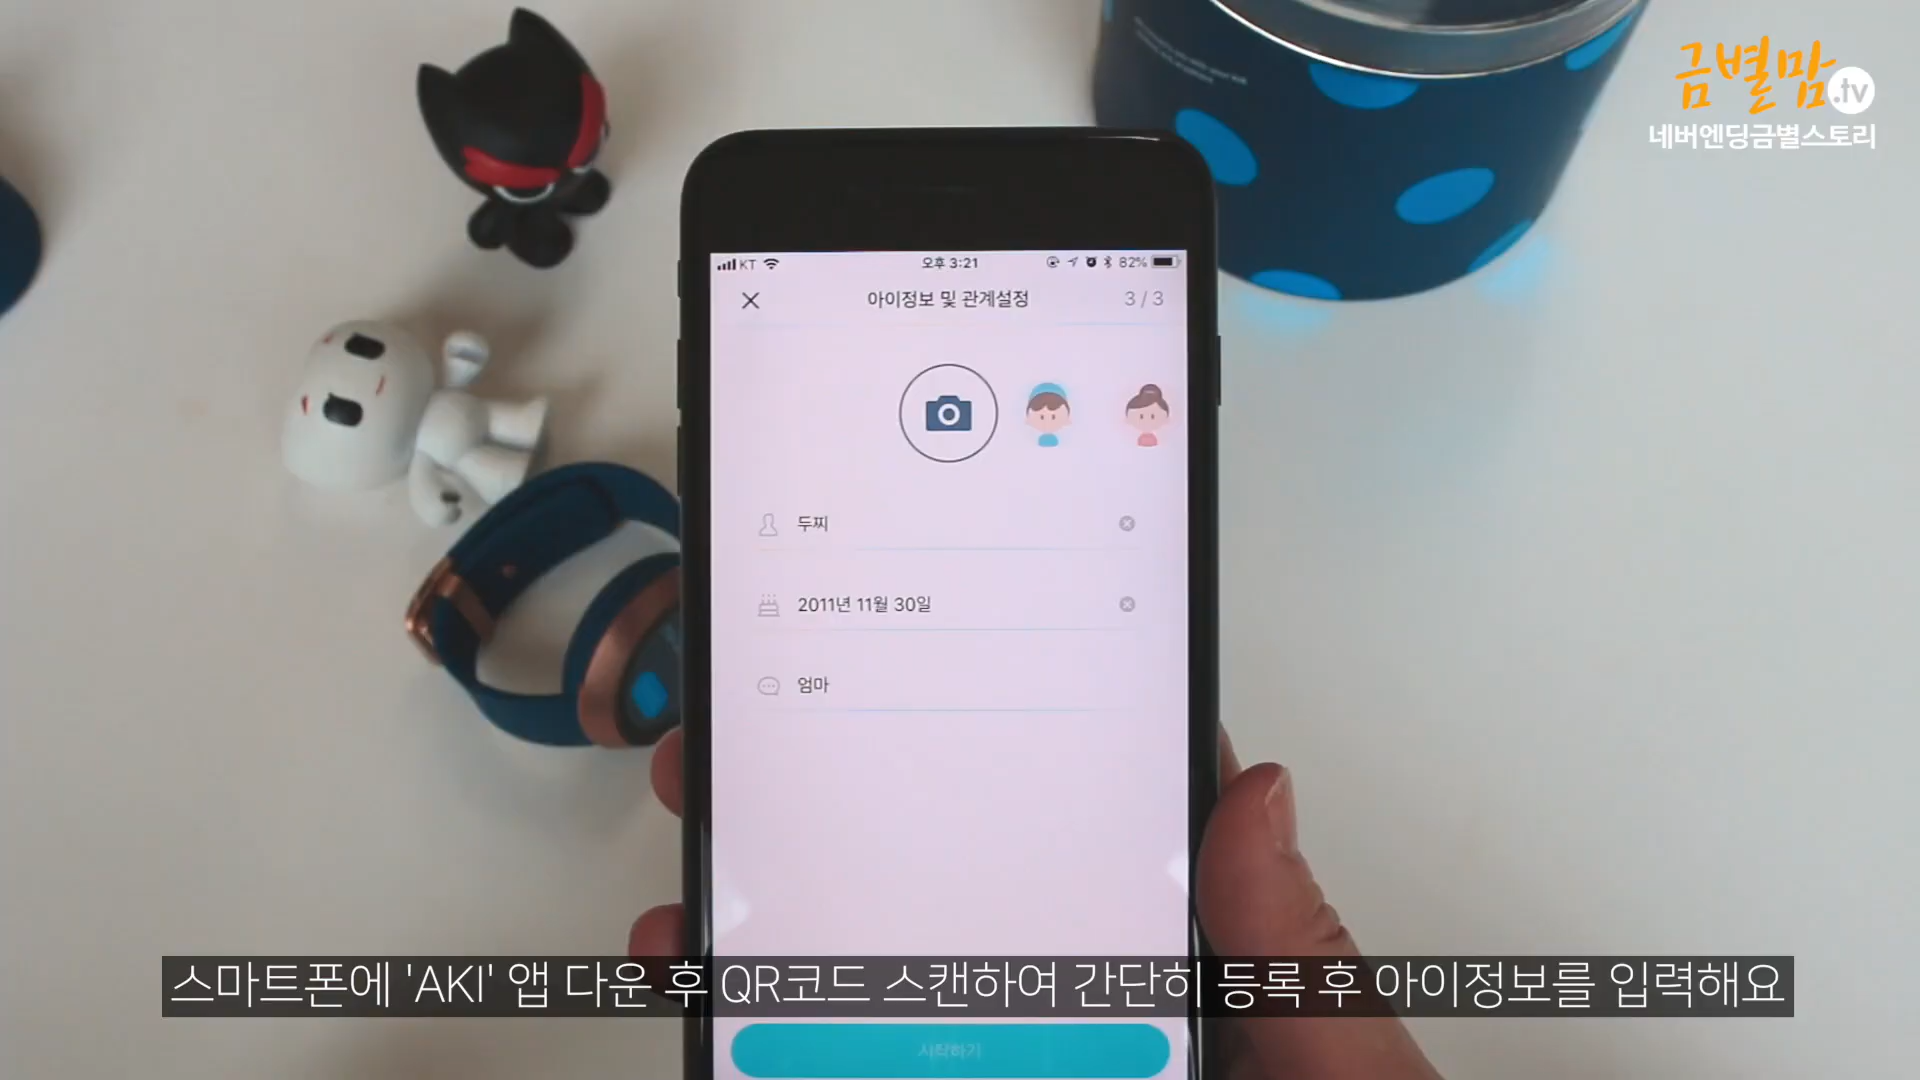 금별맘.tv
네버엔딩금별스토리
KT 오후 3:21 82%
아이정보 및 관계설정 3 / 3
두찌
2011년 11월 30일
엄마
스마트폰에 'AKI' 앱 다운 후 QR코드 스캔하여 간단히 등록 후 아이정보를 입력해요
시작하기